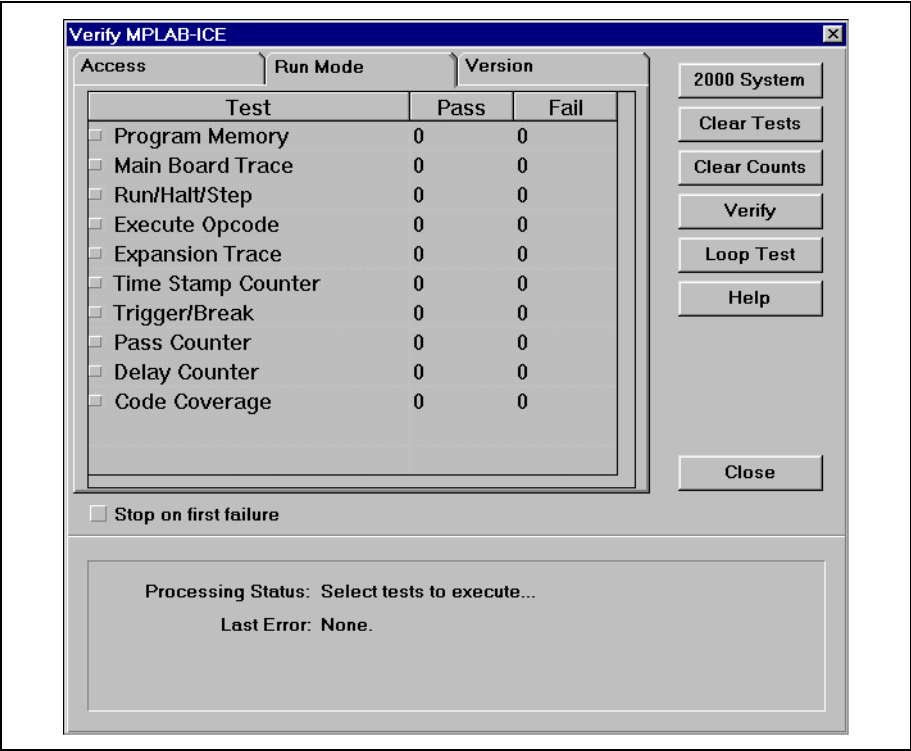 Verify MPLAB-ICE
Access Run Mode Version
Test Pass Fail
Program Memory 0 0
Main Board Trace 0 0
Run/Halt/Step 0 0
Execute Opcode 0 0
Expansion Trace 0 0
Time Stamp Counter 0 0
Trigger/Break 0 0
Pass Counter 0 0
Delay Counter 0 0
Code Coverage 0 0
2000 System
Clear Tests
Clear Counts
Verify
Loop Test
Help
Close
Stop on first failure
Processing Status: Select tests to execute...
Last Error: None.